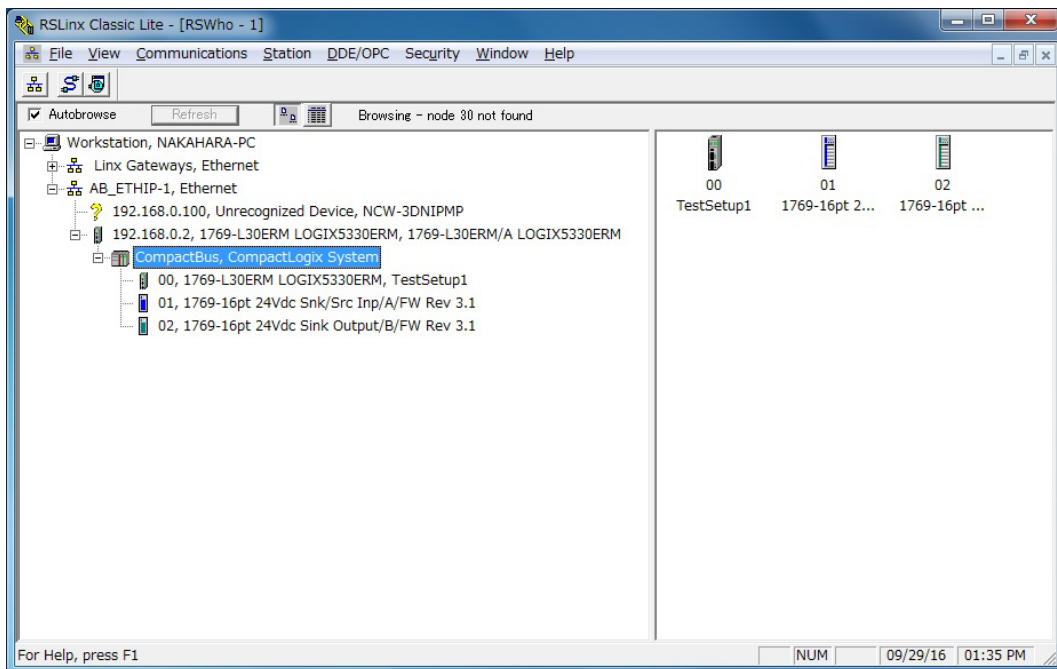 RSLinx Classic Lite - [RSWho - 1]
File View Communications Station DDE/OPC Security Window Help
Autobrowse Refresh Browsing - node 30 not found
Workstation, NAKAHARA-PC
Linx Gateways, Ethernet
AB_ETHIP-1, Ethernet
192.168.0.100, Unrecognized Device, NCW-3DNIPMP
192.168.0.2, 1769-L30ERM LOGIX5330ERM, 1769-L30ERM/A LOGIX5330ERM
CompactBus, CompactLogix System
00, 1769-L30ERM LOGIX5330ERM, TestSetup1
01, 1769-16pt 24Vdc Snk/Src Inp/A/FW Rev 3.1
02, 1769-16pt 24Vdc Sink Output/B/FW Rev 3.1
00 01 02
TestSetup1 1769-16pt 2... 1769-16pt ...
For Help, press F1 NUM 09/29/16 01:35 PM